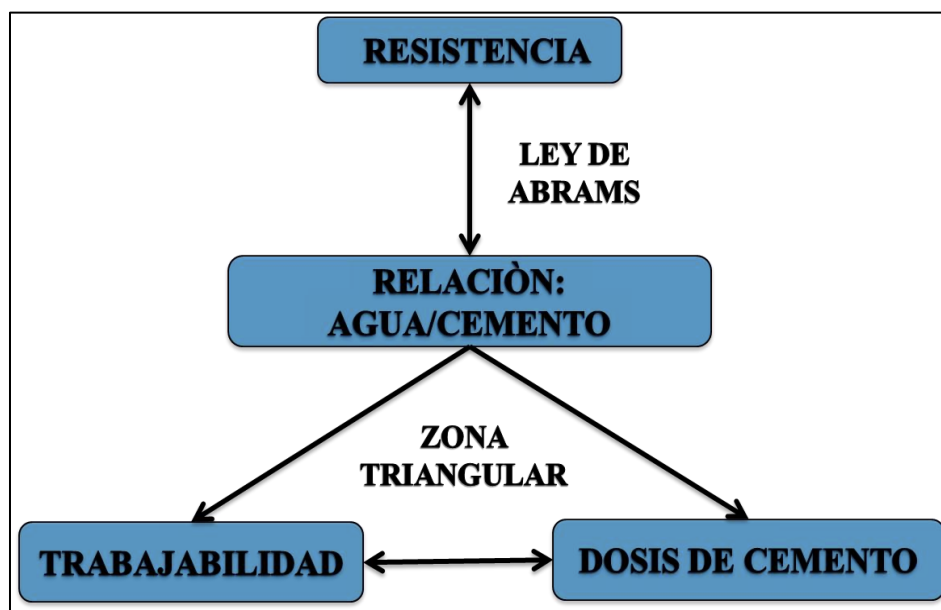 RESISTENCIA
LEY DE
ABRAMS
RELACIÒN:
AGUA/CEMENTO
ZONA
TRIANGULAR
TRABAJABILIDAD
DOSIS DE CEMENTO